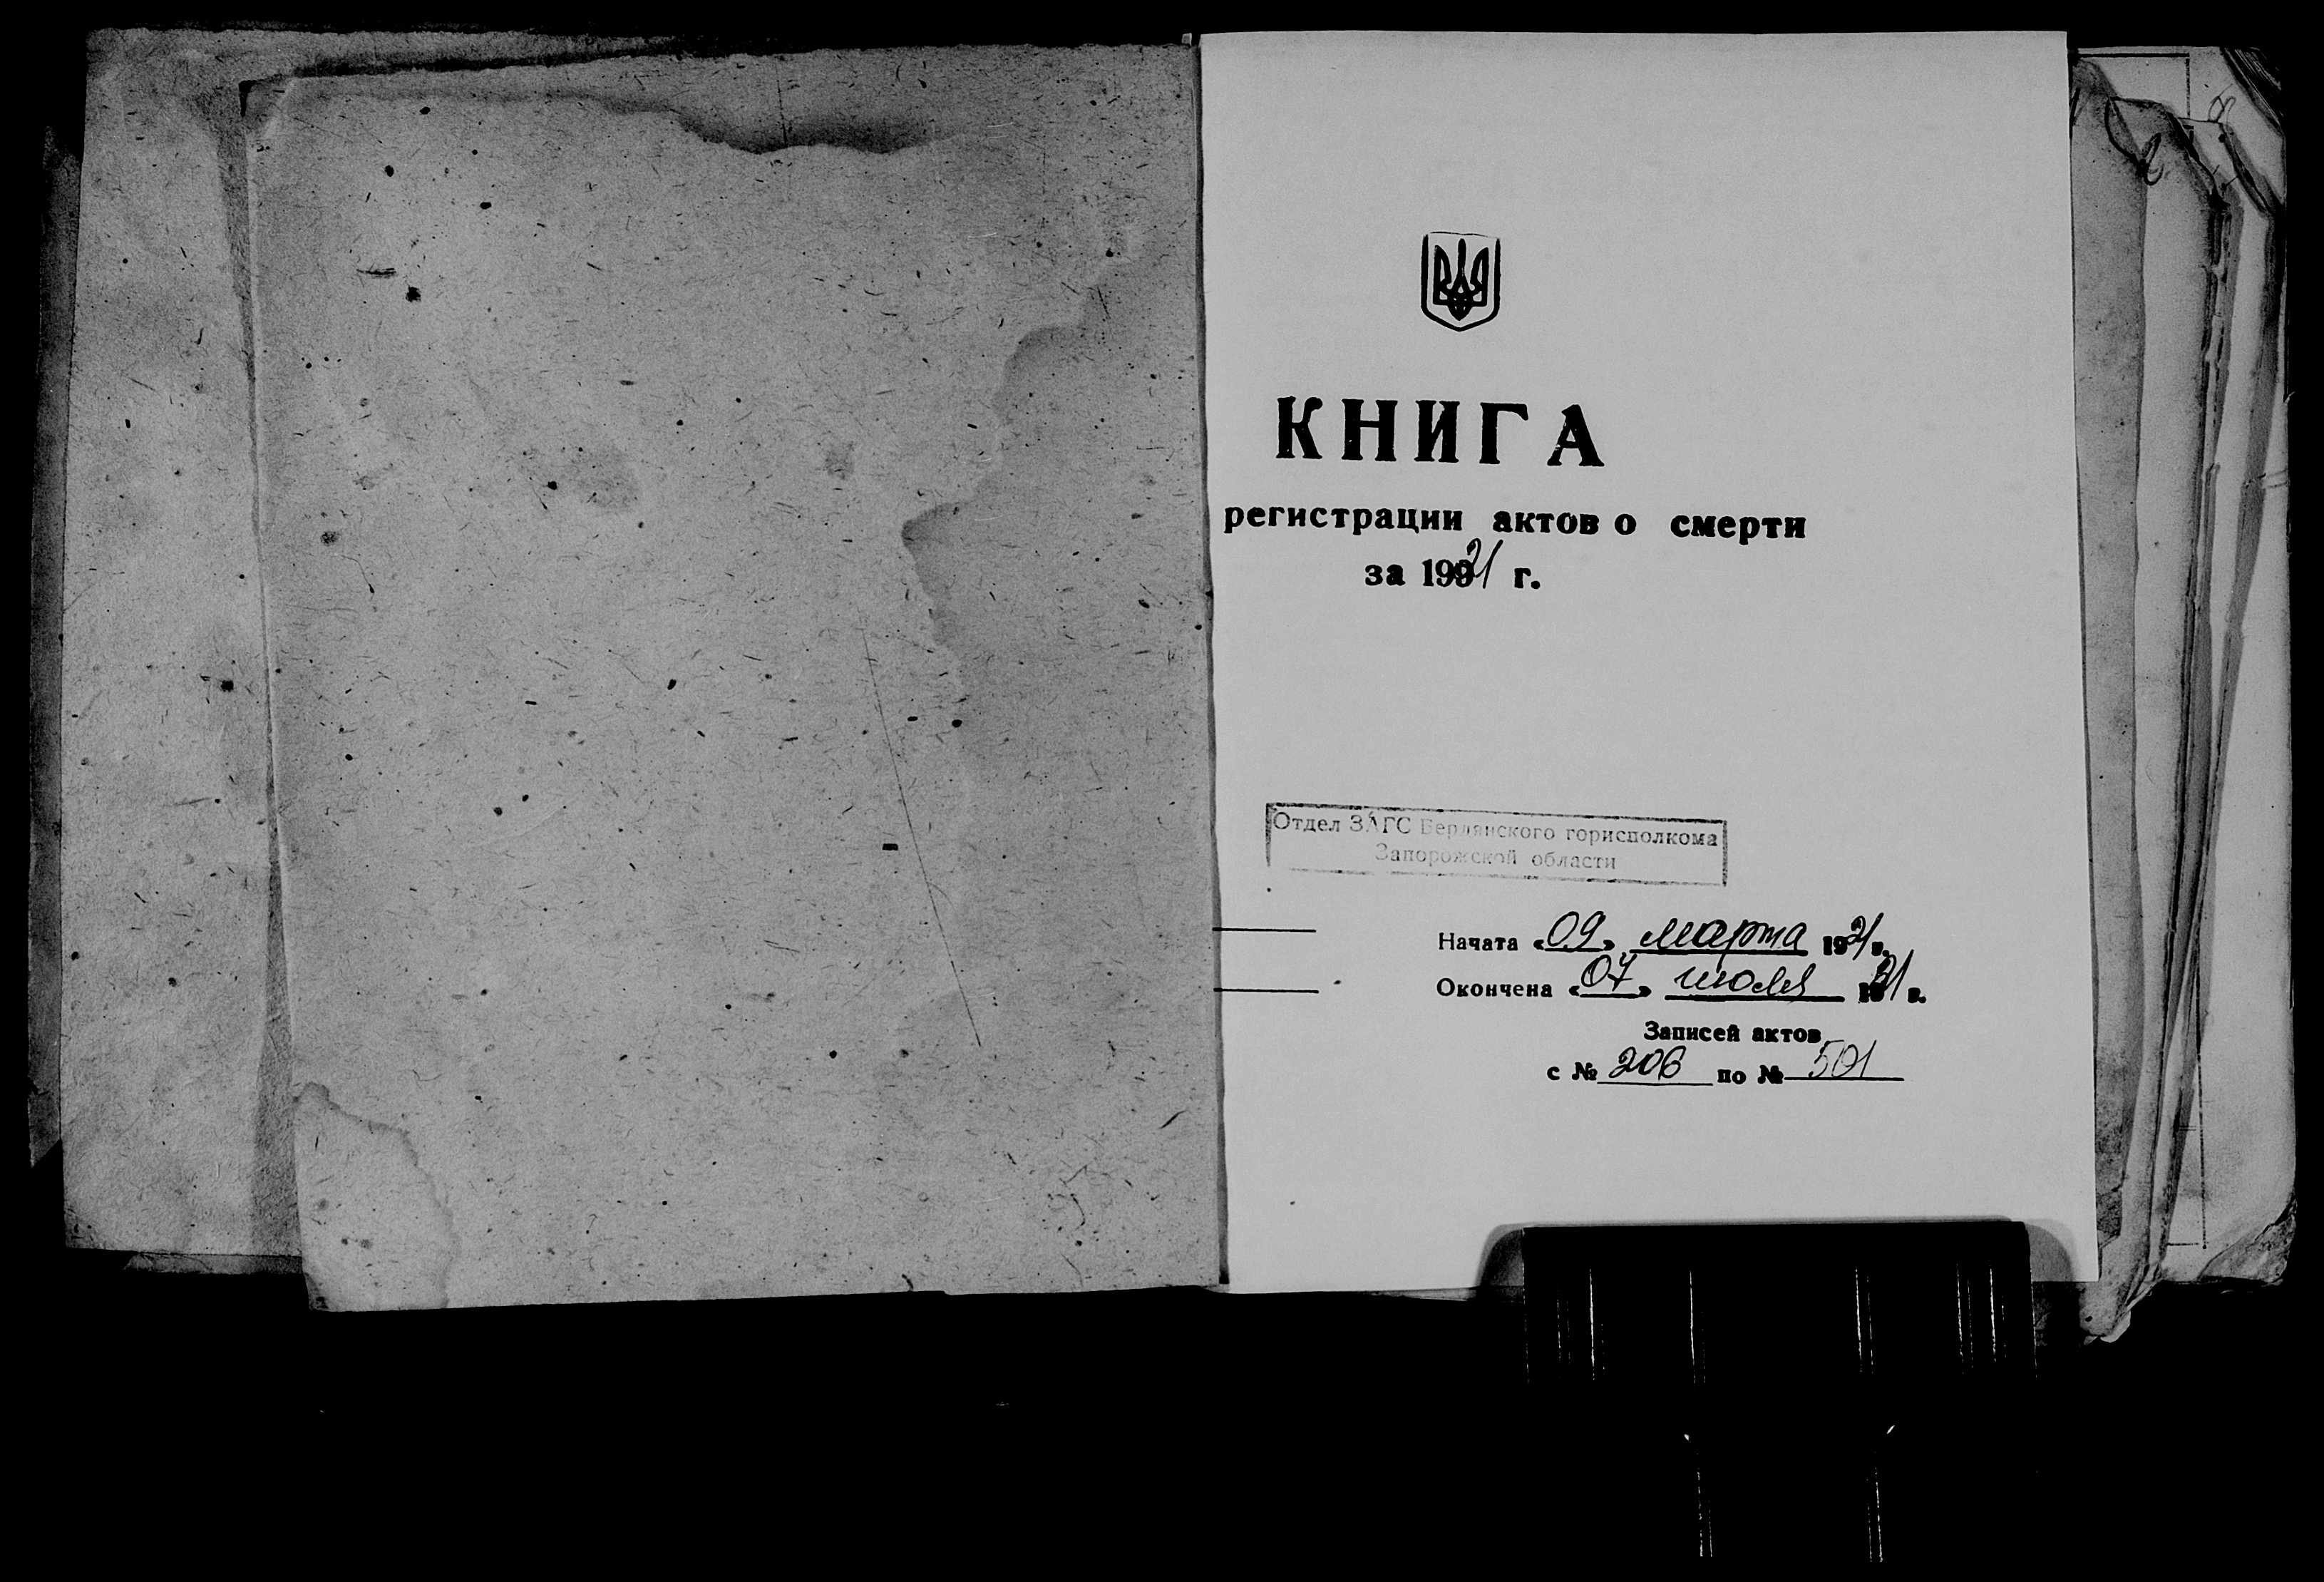 КНИГА
регистрации актов о смерти
за 1921 г.
Отдел ЗАГС Бердянского горисполкома
Запорожской области
Начата «09» марта 1921 г.
Окончена «07» июля 1921 г.
Записей актов
с № 206 по № 501